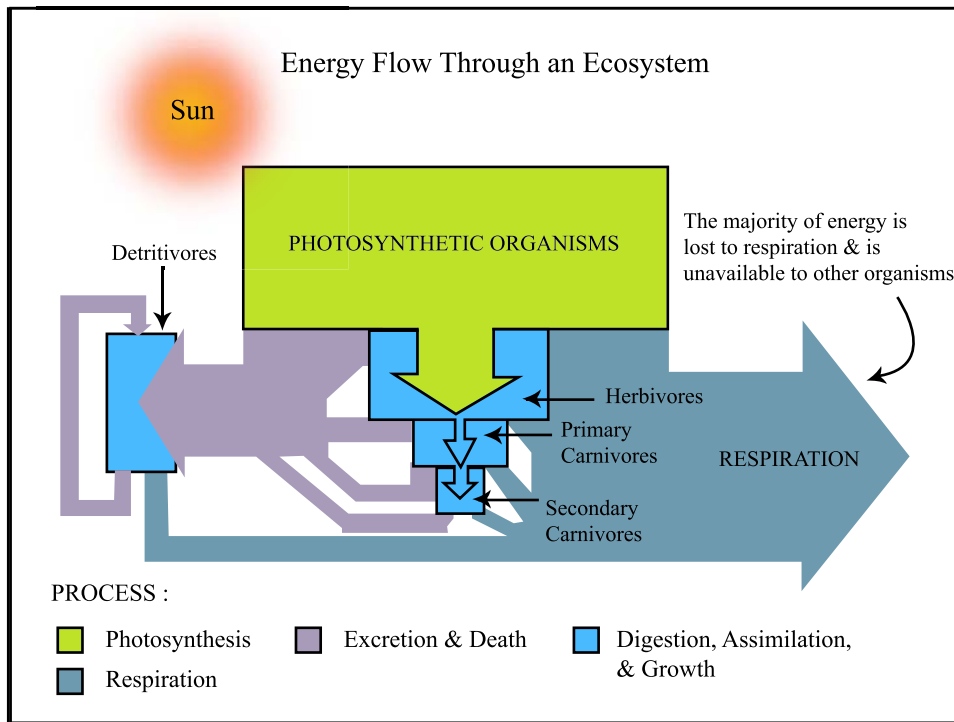 Energy Flow Through an Ecosystem
Sun
PHOTOSYNTHETIC ORGANISMS
The majority of energy is
lost to respiration & is
unavailable to other organisms
Detritivores
Herbivores
Primary
Carnivores
RESPIRATION
Secondary
Carnivores
PROCESS :
Photosynthesis
Excretion & Death
Digestion, Assimilation,
& Growth
Respiration